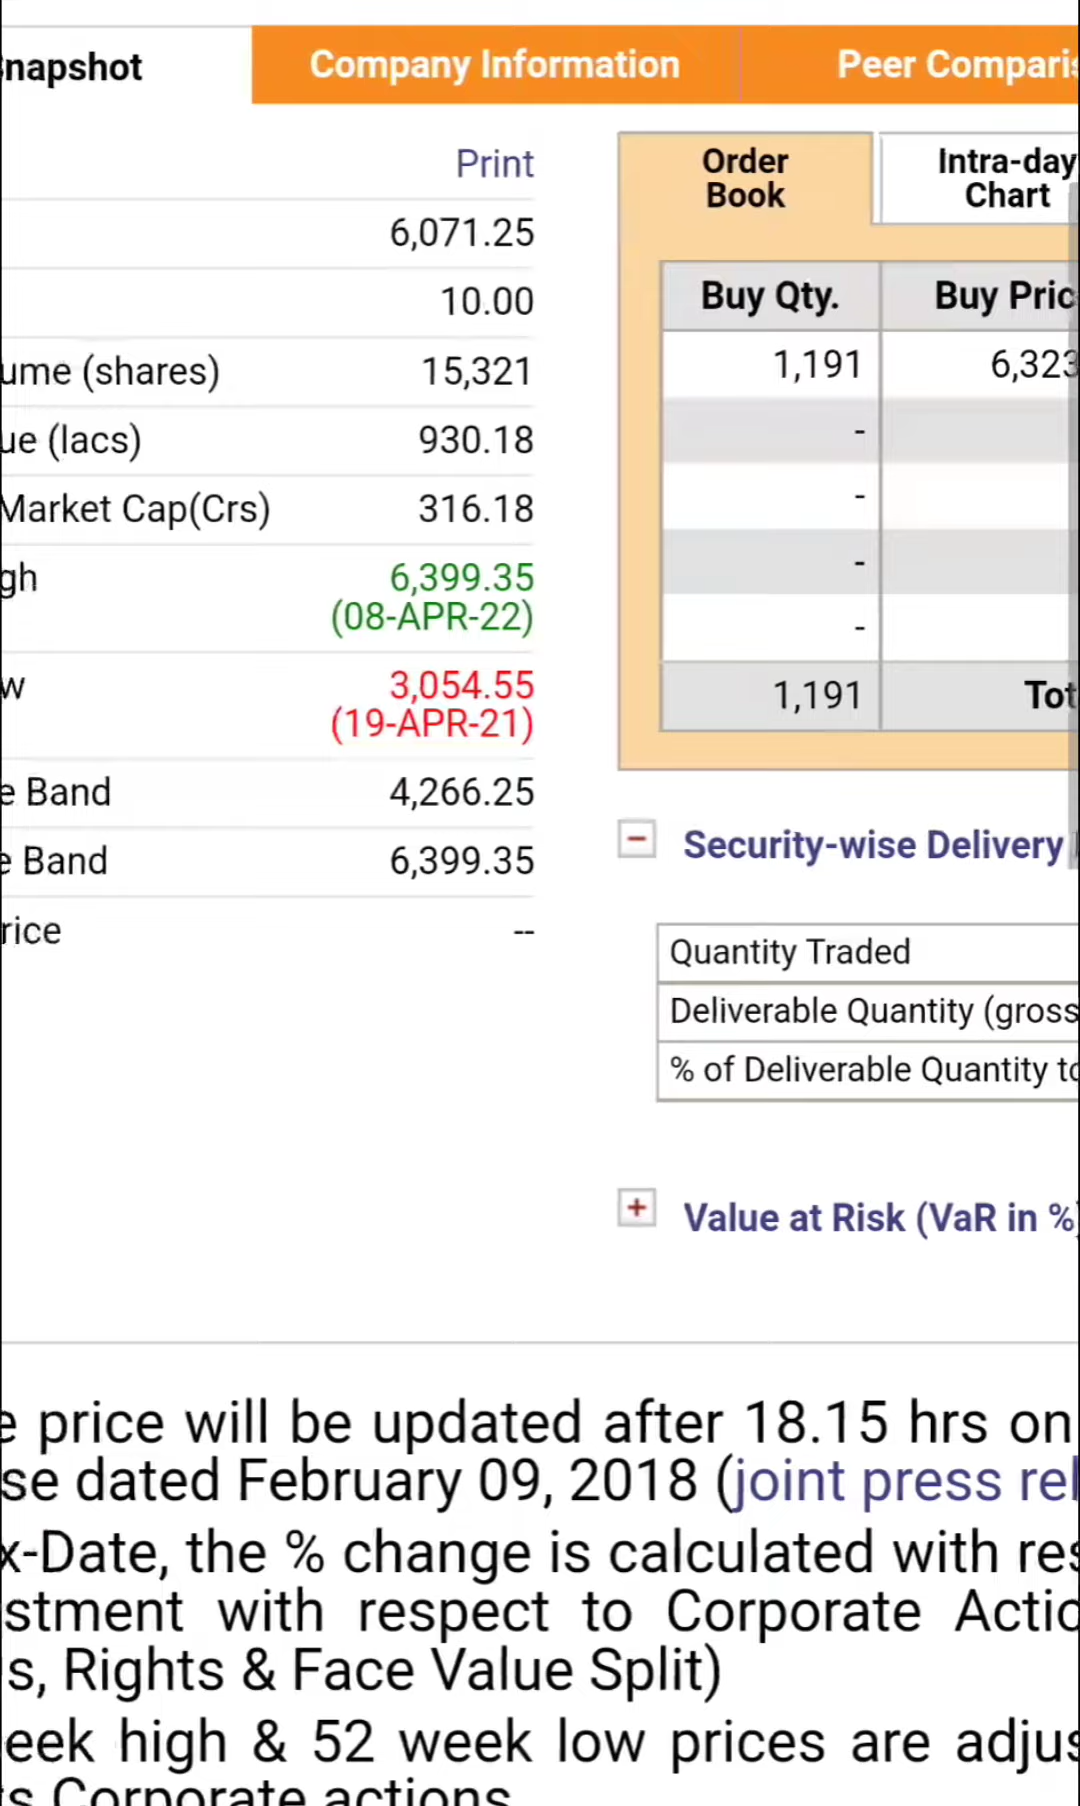 napshot
Company Information
Peer Comparis
Print
6,071.25
10.00
ume (shares) 15,321
ue (lacs) 930.18
Market Cap(Crs) 316.18
gh 6,399.35
(08-APR-22)
w 3,054.55
(19-APR-21)
e Band 4,266.25
e Band 6,399.35
rice --
Order
Book
Intra-day
Chart
Buy Qty. Buy Pric
1,191 6,323
-
-
-
-
1,191 Tot
− Security-wise Delivery
Quantity Traded
Deliverable Quantity (gross
% of Deliverable Quantity to
+ Value at Risk (VaR in %)
e price will be updated after 18.15 hrs on
se dated February 09, 2018 (joint press rel
x-Date, the % change is calculated with res
stment with respect to Corporate Actio
s, Rights & Face Value Split)
eek high & 52 week low prices are adjus
s Corporate actions